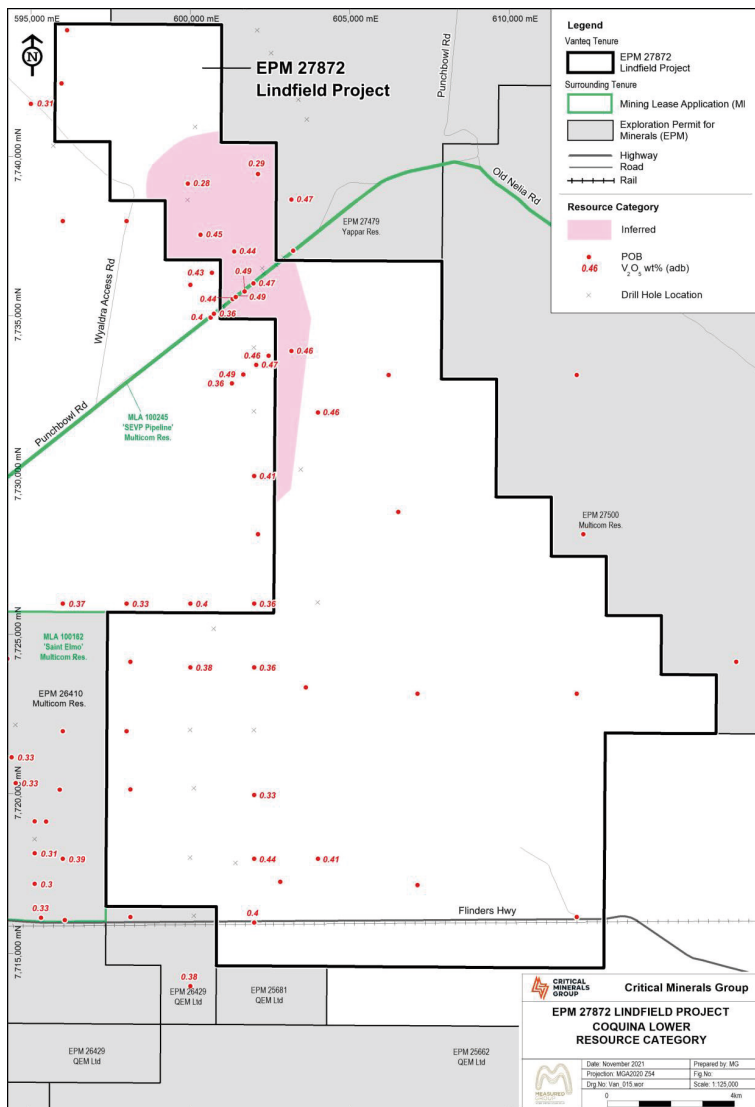 595,000 mE
600,000 mE
605,000 mE
610,000 mE
N
EPM 27872
Lindfield Project
Punchbowl Rd
Legend
Vanteq Tenure
EPM 27872
Lindfield Project
Surrounding Tenure
Mining Lease Application (Ml
Exploration Permit for
Minerals (EPM)
Highway
Road
Rail
Resource Category
Inferred
POB
0.46
V2O5 wt% (adb)
Drill Hole Location
0.31
7,740,000 mN
0.29
0.28
0.47
Old Nelia Rd
EPM 27479
Yappar Res.
0.45
0.44
0.43
0.49
0.47
0.44
0.49
0.36
0.4
Wyaldra Access Rd
7,735,000 mN
0.46
0.46
0.47
0.49
0.36
0.46
MLA 100245
'SEVP Pipeline'
Multicom Res.
Punchbowl Rd
7,730,000 mN
0.41
EPM 27500
Multicom Res.
0.37
0.33
0.4
0.36
7,725,000 mN
MLA 100162
'Saint Elmo'
Multicom Res.
0.38
0.36
EPM 26410
Multicom Res.
0.33
0.33
7,720,000 mN
0.33
0.31
0.39
0.44
0.41
0.3
0.33
0.4
Flinders Hwy
7,715,000 mN
0.38
EPM 26429
QEM Ltd
EPM 25681
QEM Ltd
EPM 26429
QEM Ltd
EPM 25662
QEM Ltd
CRITICAL
MINERALS
GROUP
Critical Minerals Group
EPM 27872 LINDFIELD PROJECT
COQUINA LOWER
RESOURCE CATEGORY
MEASURED
GROUP
Date: November 2021
Prepared by: MG
Projection: MGA2020 Z54
Fig.No:
Drg.No: Van_015.wor
Scale: 1:125,000
0
4km